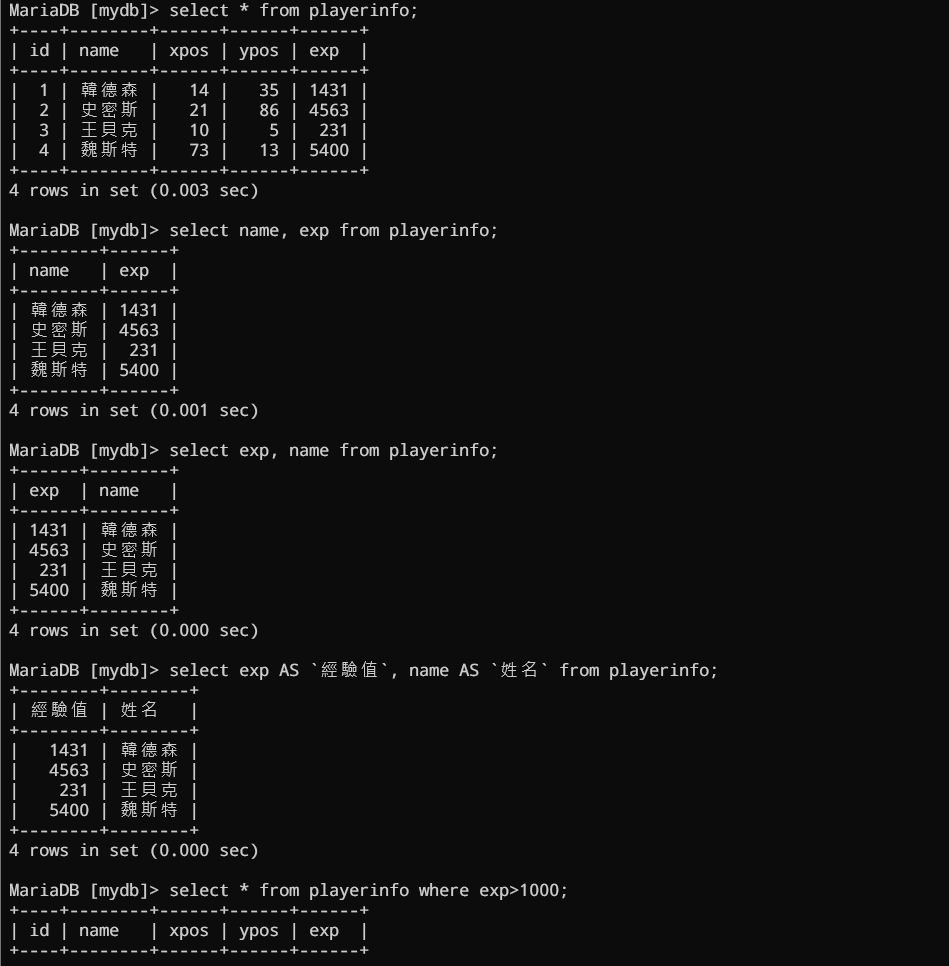 MariaDB [mydb]> select * from playerinfo;
+----+--------+------+------+------+
| id | name   | xpos | ypos | exp  |
+----+--------+------+------+------+
|  1 | 韓德森 |   14 |   35 | 1431 |
|  2 | 史密斯 |   21 |   86 | 4563 |
|  3 | 王貝克 |   10 |    5 |  231 |
|  4 | 魏斯特 |   73 |   13 | 5400 |
+----+--------+------+------+------+
4 rows in set (0.003 sec)

MariaDB [mydb]> select name, exp from playerinfo;
+--------+------+
| name   | exp  |
+--------+------+
| 韓德森 | 1431 |
| 史密斯 | 4563 |
| 王貝克 |  231 |
| 魏斯特 | 5400 |
+--------+------+
4 rows in set (0.001 sec)

MariaDB [mydb]> select exp, name from playerinfo;
+------+--------+
| exp  | name   |
+------+--------+
| 1431 | 韓德森 |
| 4563 | 史密斯 |
|  231 | 王貝克 |
| 5400 | 魏斯特 |
+------+--------+
4 rows in set (0.000 sec)

MariaDB [mydb]> select exp AS `經驗值`, name AS `姓名` from playerinfo;
+--------+--------+
| 經驗值 | 姓名   |
+--------+--------+
|   1431 | 韓德森 |
|   4563 | 史密斯 |
|    231 | 王貝克 |
|   5400 | 魏斯特 |
+--------+--------+
4 rows in set (0.000 sec)

MariaDB [mydb]> select * from playerinfo where exp>1000;
+----+--------+------+------+------+
| id | name   | xpos | ypos | exp  |
+----+--------+------+------+------+